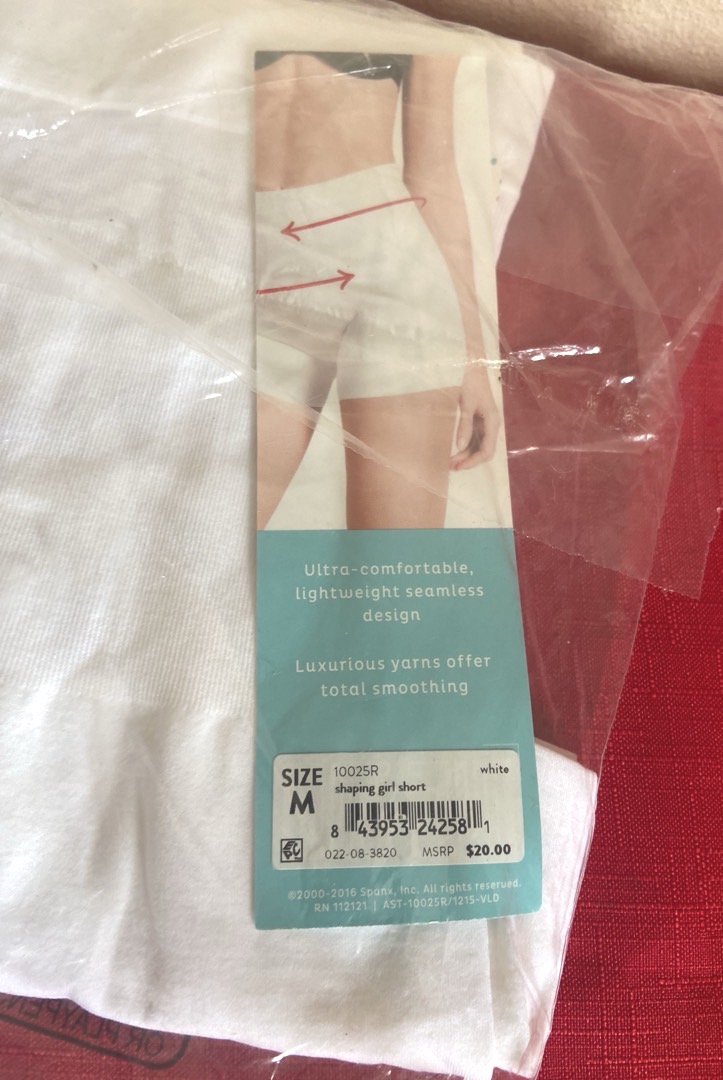 Ultra-comfortable,
lightweight seamless
design
Luxurious yarns offer
total smoothing
SIZE
M
10025R
white
shaping girl short
8 43953 24258 1
022-08-3820 MSRP $20.00
©2000-2016 Spanx, Inc. All rights reserved.
RN 112121 | AST-10025R/1215-VLD
OR PLAYPENS